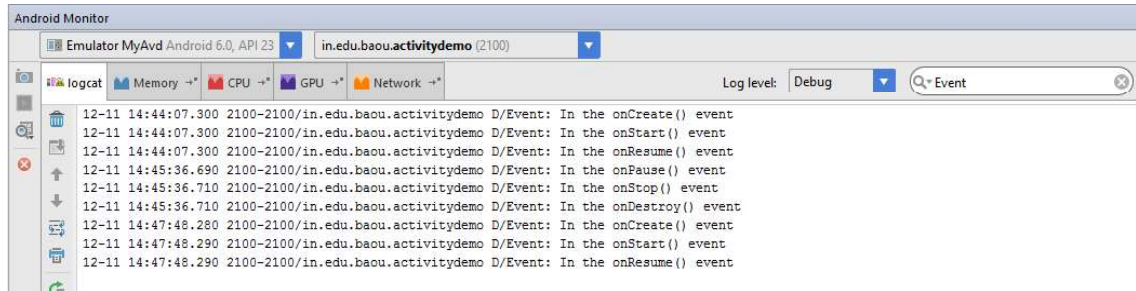 Android Monitor
Emulator MyAvd Android 6.0, API 23 in.edu.baou.activitydemo (2100)
logcat Memory CPU GPU Network Log level: Debug Event
12-11 14:44:07.300 2100-2100/in.edu.baou.activitydemo D/Event: In the onCreate() event
12-11 14:44:07.300 2100-2100/in.edu.baou.activitydemo D/Event: In the onStart() event
12-11 14:44:07.300 2100-2100/in.edu.baou.activitydemo D/Event: In the onResume() event
12-11 14:45:36.690 2100-2100/in.edu.baou.activitydemo D/Event: In the onPause() event
12-11 14:45:36.710 2100-2100/in.edu.baou.activitydemo D/Event: In the onStop() event
12-11 14:45:36.710 2100-2100/in.edu.baou.activitydemo D/Event: In the onDestroy() event
12-11 14:47:48.280 2100-2100/in.edu.baou.activitydemo D/Event: In the onCreate() event
12-11 14:47:48.290 2100-2100/in.edu.baou.activitydemo D/Event: In the onStart() event
12-11 14:47:48.290 2100-2100/in.edu.baou.activitydemo D/Event: In the onResume() event